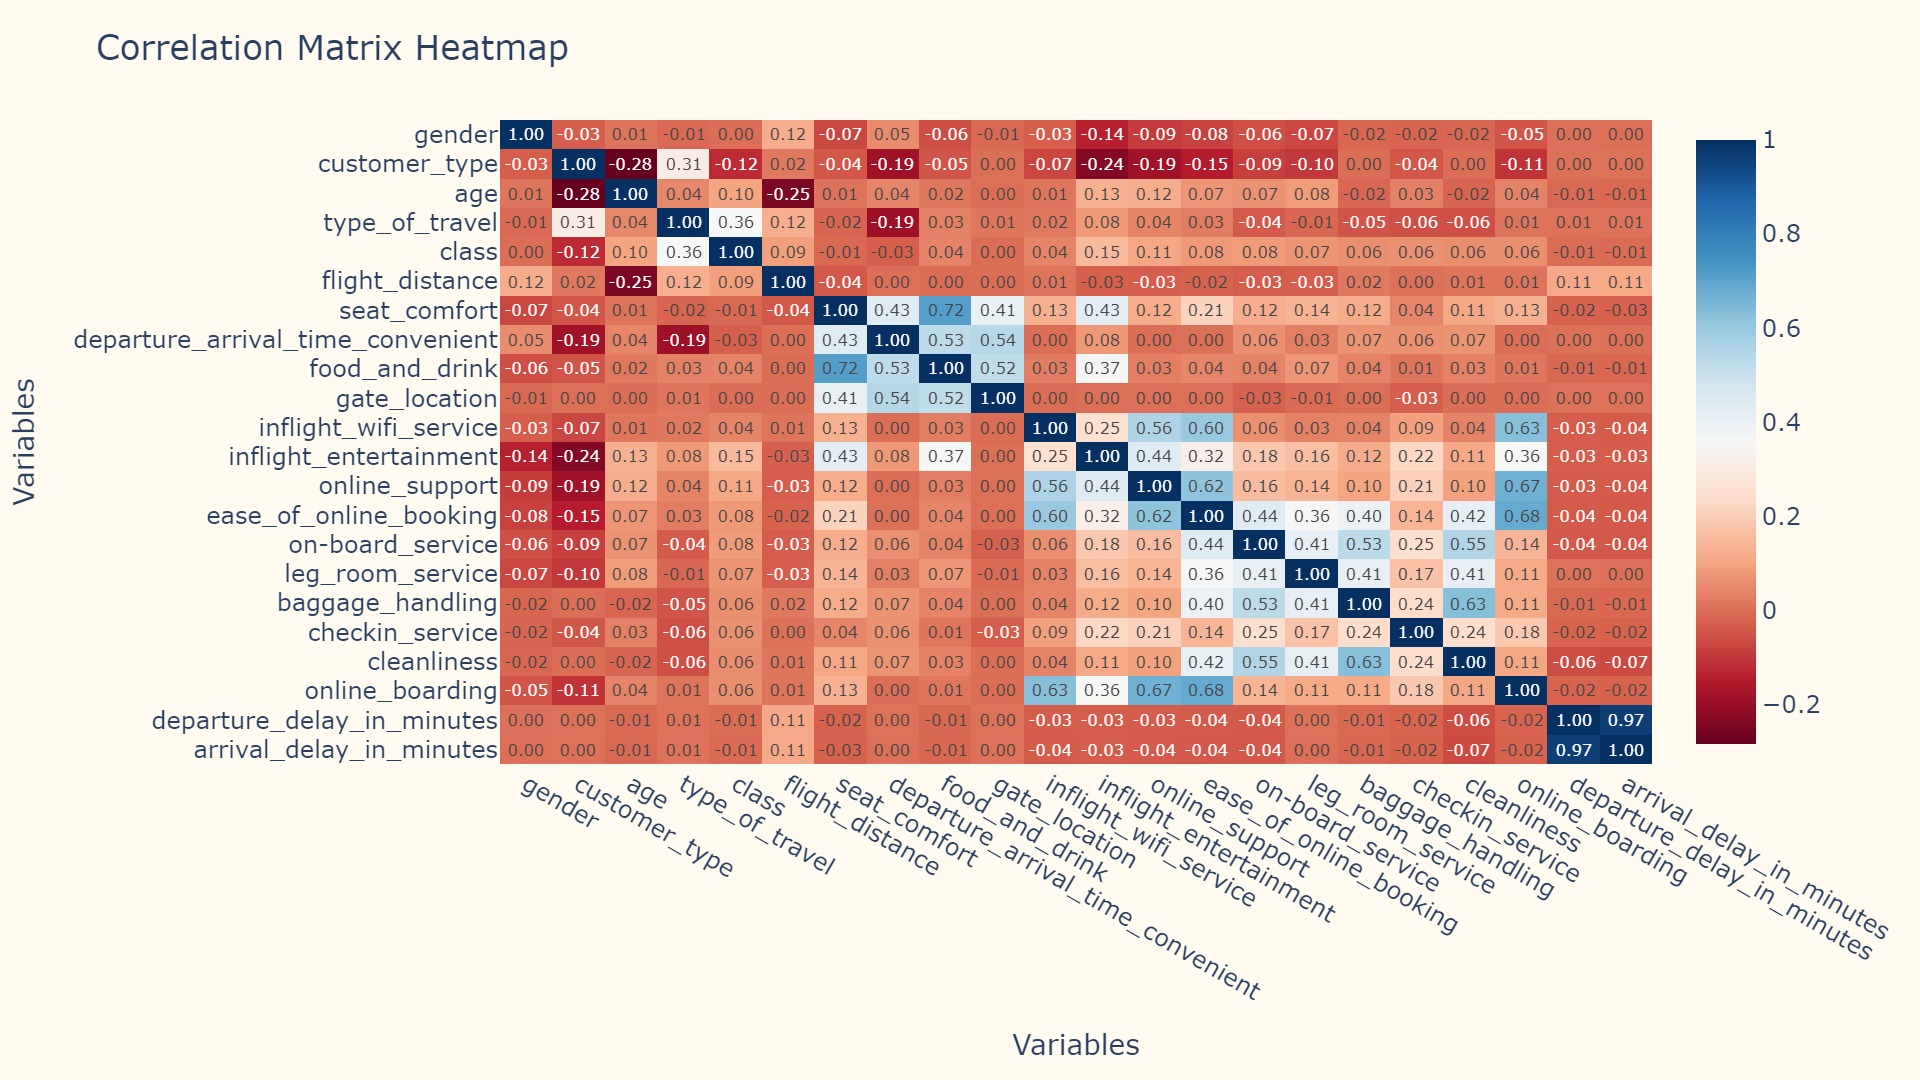 Correlation Matrix Heatmap
gender 1.00 -0.03 0.01 -0.01 0.00 0.12 -0.07 0.05 -0.06 -0.01 -0.03 -0.14 -0.09 -0.08 -0.06 -0.07 -0.02 -0.02 -0.02 -0.05 0.00 0.00
customer_type -0.03 1.00 -0.28 0.31 -0.12 0.02 -0.04 -0.19 -0.05 0.00 -0.07 -0.24 -0.19 -0.15 -0.09 -0.10 0.00 -0.04 0.00 -0.11 0.00 0.00
age 0.01 -0.28 1.00 0.04 0.10 -0.25 0.01 0.04 0.02 0.00 0.01 0.13 0.12 0.07 0.07 0.08 -0.02 0.03 -0.02 0.04 -0.01 -0.01
type_of_travel -0.01 0.31 0.04 1.00 0.36 0.12 -0.02 -0.19 0.03 0.01 0.02 0.08 0.04 0.03 -0.04 -0.01 -0.05 -0.06 -0.06 0.01 0.01 0.01
class 0.00 -0.12 0.10 0.36 1.00 0.09 -0.01 -0.03 0.04 0.00 0.04 0.15 0.11 0.08 0.08 0.07 0.06 0.06 0.06 0.06 -0.01 -0.01
flight_distance 0.12 0.02 -0.25 0.12 0.09 1.00 -0.04 0.00 0.00 0.00 0.01 -0.03 -0.03 -0.02 -0.03 -0.03 0.02 0.00 0.01 0.01 0.11 0.11
seat_comfort -0.07 -0.04 0.01 -0.02 -0.01 -0.04 1.00 0.43 0.72 0.41 0.13 0.43 0.12 0.21 0.12 0.14 0.12 0.04 0.11 0.13 -0.02 -0.03
departure_arrival_time_convenient 0.05 -0.19 0.04 -0.19 -0.03 0.00 0.43 1.00 0.53 0.54 0.00 0.08 0.00 0.00 0.06 0.03 0.07 0.06 0.07 0.00 0.00 0.00
food_and_drink -0.06 -0.05 0.02 0.03 0.04 0.00 0.72 0.53 1.00 0.52 0.03 0.37 0.03 0.04 0.04 0.07 0.04 0.01 0.03 0.01 -0.01 -0.01
gate_location -0.01 0.00 0.00 0.01 0.00 0.00 0.41 0.54 0.52 1.00 0.00 0.00 0.00 0.00 -0.03 -0.01 0.00 -0.03 0.00 0.00 0.00 0.00
inflight_wifi_service -0.03 -0.07 0.01 0.02 0.04 0.01 0.13 0.00 0.03 0.00 1.00 0.25 0.56 0.60 0.06 0.03 0.04 0.09 0.04 0.63 -0.03 -0.04
inflight_entertainment -0.14 -0.24 0.13 0.08 0.15 -0.03 0.43 0.08 0.37 0.00 0.25 1.00 0.44 0.32 0.18 0.16 0.12 0.22 0.11 0.36 -0.03 -0.03
online_support -0.09 -0.19 0.12 0.04 0.11 -0.03 0.12 0.00 0.03 0.00 0.56 0.44 1.00 0.62 0.16 0.14 0.10 0.21 0.10 0.67 -0.03 -0.04
ease_of_online_booking -0.08 -0.15 0.07 0.03 0.08 -0.02 0.21 0.00 0.04 0.00 0.60 0.32 0.62 1.00 0.44 0.36 0.40 0.14 0.42 0.68 -0.04 -0.04
on-board_service -0.06 -0.09 0.07 -0.04 0.08 -0.03 0.12 0.06 0.04 -0.03 0.06 0.18 0.16 0.44 1.00 0.41 0.53 0.25 0.55 0.14 -0.04 -0.04
leg_room_service -0.07 -0.10 0.08 -0.01 0.07 -0.03 0.14 0.03 0.07 -0.01 0.03 0.16 0.14 0.36 0.41 1.00 0.41 0.17 0.41 0.11 0.00 0.00
baggage_handling -0.02 0.00 -0.02 -0.05 0.06 0.02 0.12 0.07 0.04 0.00 0.04 0.12 0.10 0.40 0.53 0.41 1.00 0.24 0.63 0.11 -0.01 -0.01
checkin_service -0.02 -0.04 0.03 -0.06 0.06 0.00 0.04 0.06 0.01 -0.03 0.09 0.22 0.21 0.14 0.25 0.17 0.24 1.00 0.24 0.18 -0.02 -0.02
cleanliness -0.02 0.00 -0.02 -0.06 0.06 0.01 0.11 0.07 0.03 0.00 0.04 0.11 0.10 0.42 0.55 0.41 0.63 0.24 1.00 0.11 -0.06 -0.07
online_boarding -0.05 -0.11 0.04 0.01 0.06 0.01 0.13 0.00 0.01 0.00 0.63 0.36 0.67 0.68 0.14 0.11 0.11 0.18 0.11 1.00 -0.02 -0.02
departure_delay_in_minutes 0.00 0.00 -0.01 0.01 -0.01 0.11 -0.02 0.00 -0.01 0.00 -0.03 -0.03 -0.03 -0.04 -0.04 0.00 -0.01 -0.02 -0.06 -0.02 1.00 0.97
arrival_delay_in_minutes 0.00 0.00 -0.01 0.01 -0.01 0.11 -0.03 0.00 -0.01 0.00 -0.04 -0.03 -0.04 -0.04 -0.04 0.00 -0.01 -0.02 -0.07 -0.02 0.97 1.00
Variables
gender
customer_type
age
type_of_travel
class
flight_distance
seat_comfort
departure_arrival_time_convenient
food_and_drink
gate_location
inflight_wifi_service
inflight_entertainment
online_support
ease_of_online_booking
on-board_service
leg_room_service
baggage_handling
checkin_service
cleanliness
online_boarding
departure_delay_in_minutes
arrival_delay_in_minutes
Variables
1
0.8
0.6
0.4
0.2
0
−0.2